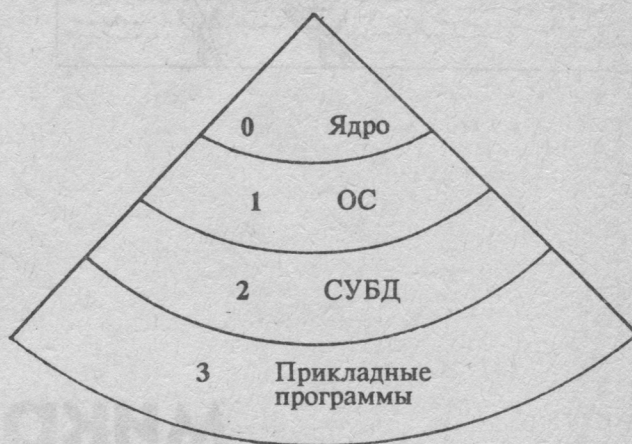 0 Ядро
1 ОС
2 СУБД
3 Прикладные
программы